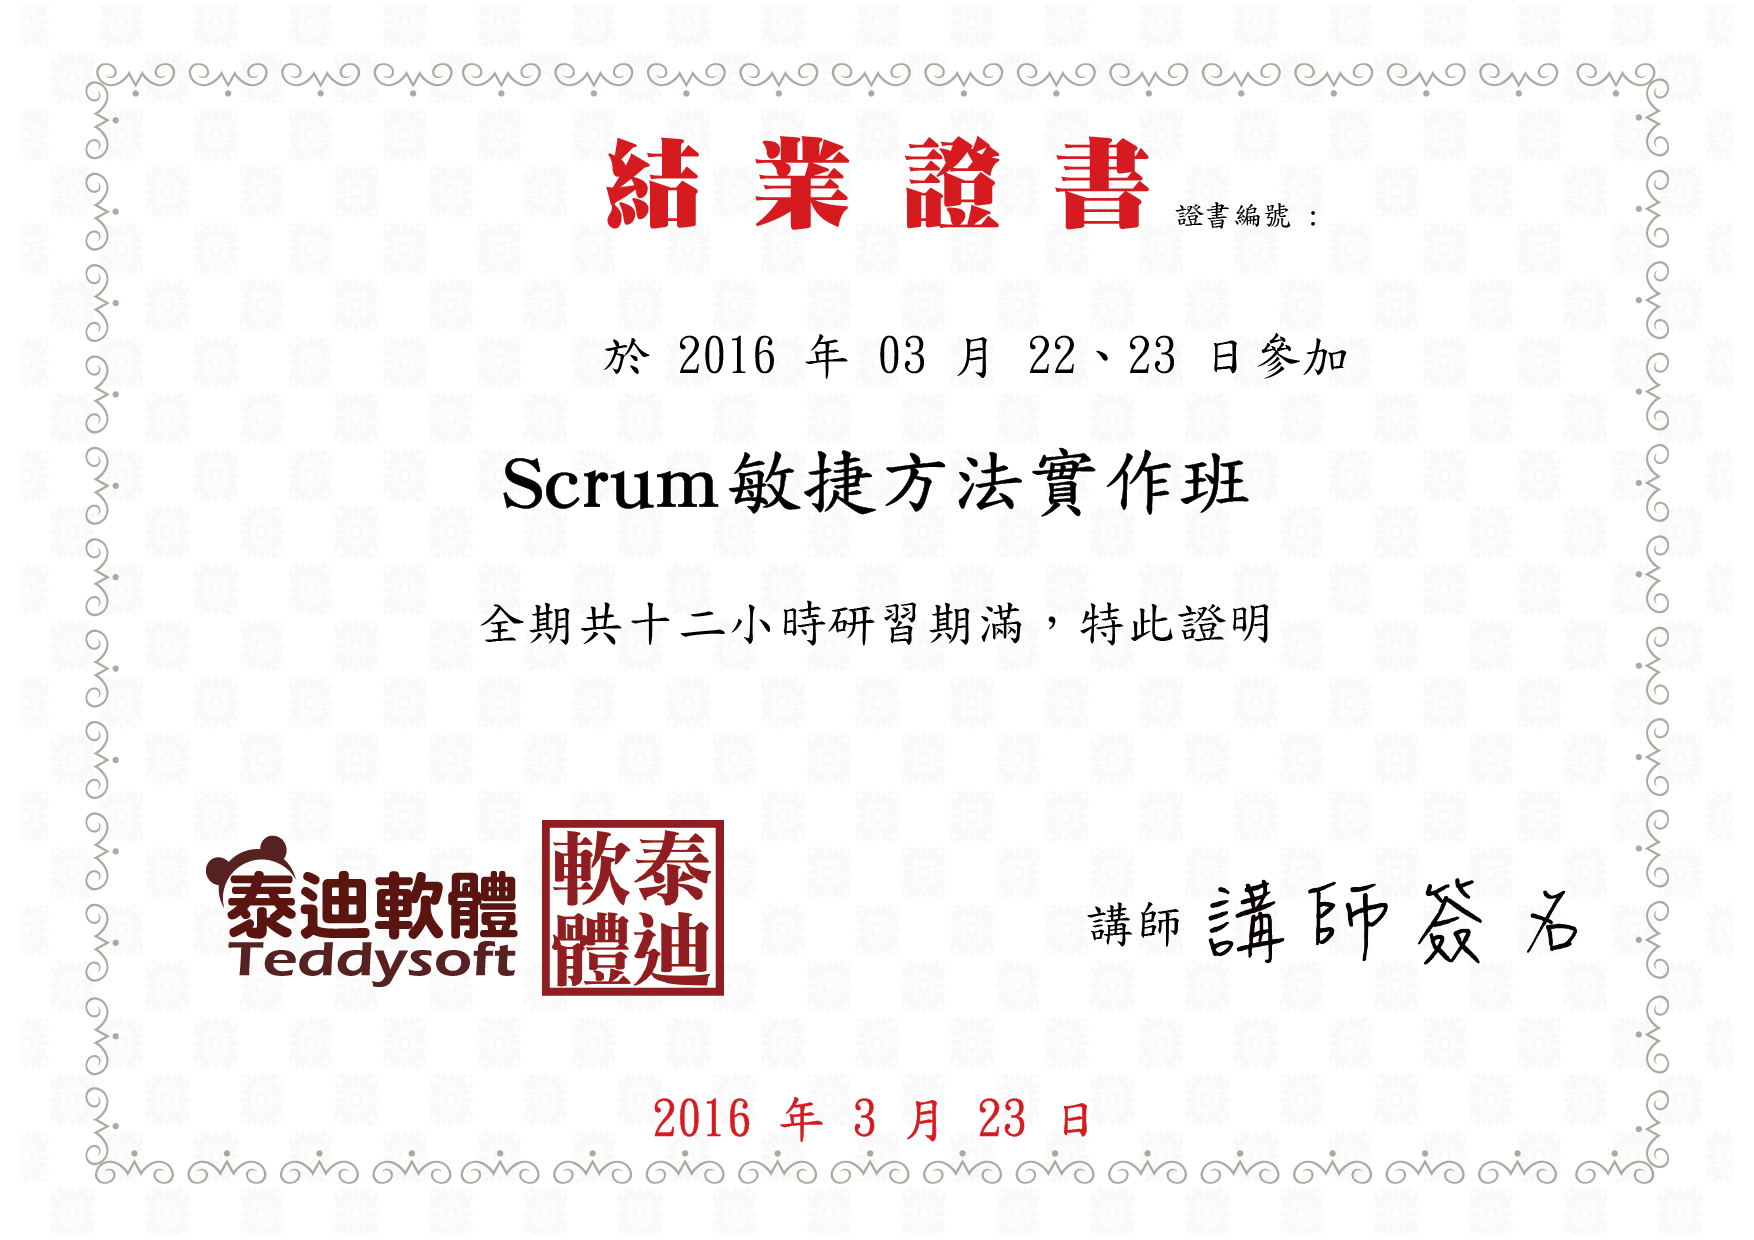 結業證書
證書編號：
於 2016 年 03 月 22、23 日參加
Scrum敏捷方法實作班
全期共十二小時研習期滿，特此證明
泰迪軟體
Teddysoft
泰迪軟體
講師 講師簽名
2016 年 3 月 23 日